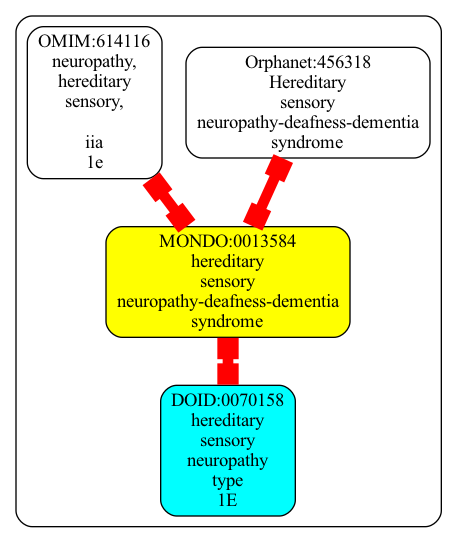 OMIM:614116
neuropathy,
hereditary
sensory,
iia
1e
Orphanet:456318
Hereditary
sensory
neuropathy-deafness-dementia
syndrome
MONDO:0013584
hereditary
sensory
neuropathy-deafness-dementia
syndrome
DOID:0070158
hereditary
sensory
neuropathy
type
1E